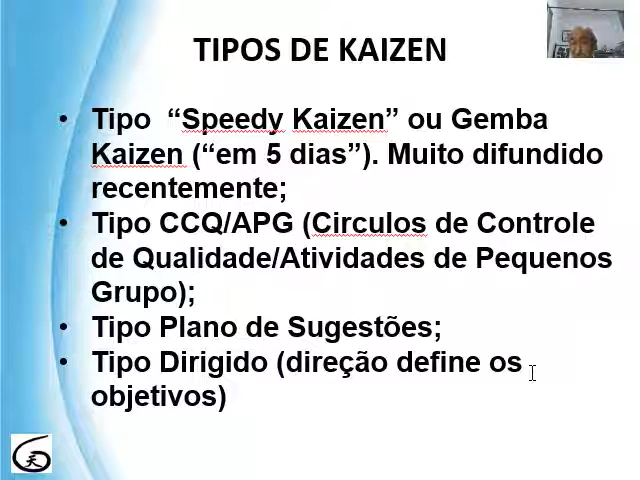 TIPOS DE KAIZEN
• Tipo “Speedy Kaizen” ou Gemba
Kaizen (“em 5 dias”). Muito difundido
recentemente;
• Tipo CCQ/APG (Circulos de Controle
de Qualidade/Atividades de Pequenos
Grupo);
• Tipo Plano de Sugestões;
• Tipo Dirigido (direção define os
objetivos)